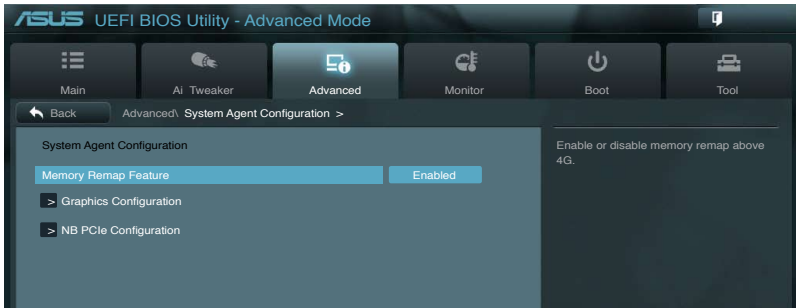 ASUS UEFI BIOS Utility - Advanced Mode
Main Ai Tweaker Advanced Monitor Boot Tool
Back Advanced\ System Agent Configuration >
System Agent Configuration
Memory Remap Feature Enabled
> Graphics Configuration
> NB PCIe Configuration
Enable or disable memory remap above
4G.